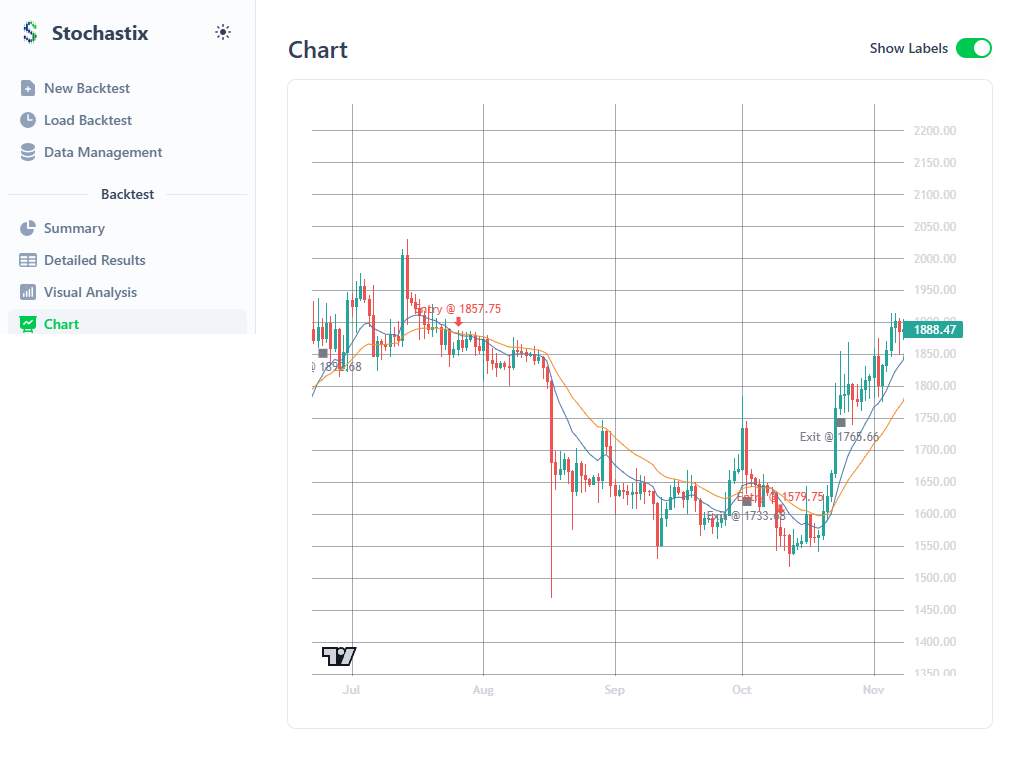 Stochastix
New Backtest
Load Backtest
Data Management
Backtest
Summary
Detailed Results
Visual Analysis
Chart
Chart
Show Labels
2200.00
2150.00
2100.00
2050.00
2000.00
1950.00
1888.47
1850.00
1800.00
1750.00
1700.00
1650.00
1600.00
1550.00
1500.00
1450.00
1400.00
1350.00
Entry @ 1857.75
Exit @ 1765.66
Entry @ 1579.75
Exit @ 1733.68
Jul
Aug
Sep
Oct
Nov